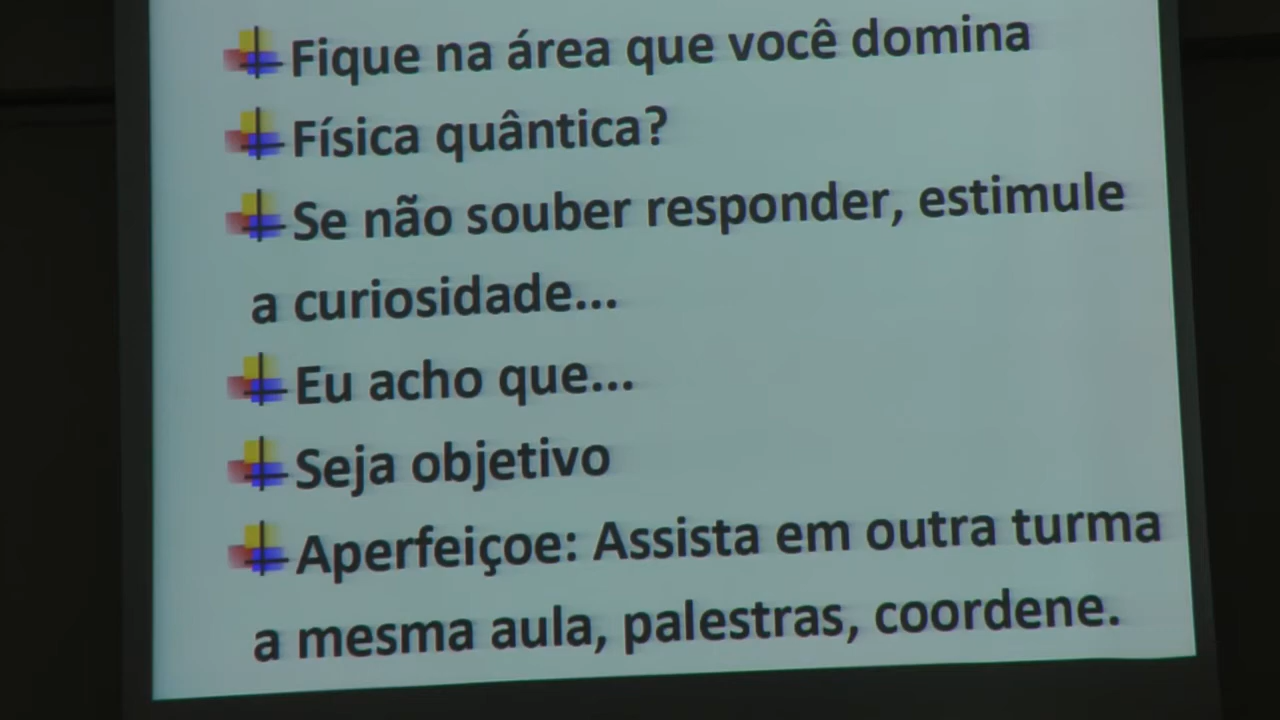 Fique na área que você domina
Física quântica?
Se não souber responder, estimule
a curiosidade...
Eu acho que...
Seja objetivo
Aperfeiçoe: Assista em outra turma
a mesma aula, palestras, coordene.